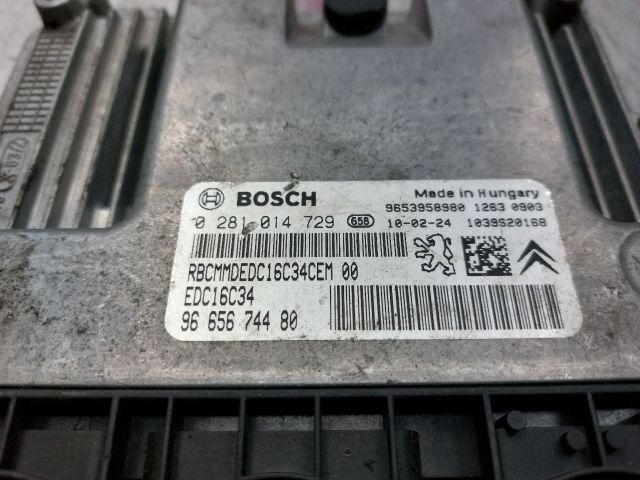 BOSCH
Made in Hungary
9653958980 1263 0903
0 281 014 729 658 10-02-24 1039S20168
RBCMMDEDC16C34CEM 00
EDC16C34
96 656 744 80